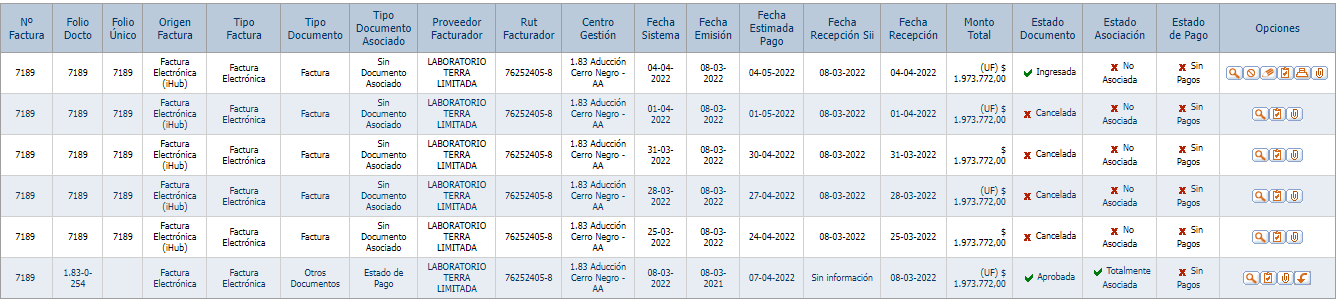 Nº Factura Folio Docto Folio Único Origen Factura Tipo Factura Tipo Documento Tipo Documento Asociado Proveedor Facturador Rut Facturador Centro Gestión Fecha Sistema Fecha Emisión Fecha Estimada Pago Fecha Recepción Sii Fecha Recepción Monto Total Estado Documento Estado Asociación Estado de Pago Opciones
7189 7189 7189 Factura Electrónica (iHub) Factura Electrónica Factura Sin Documento Asociado LABORATORIO TERRA LIMITADA 76252405-8 1.83 Aducción Cerro Negro - AA 04-04-2022 08-03-2022 04-05-2022 08-03-2022 04-04-2022 (UF) $ 1.973.772,00 Ingresada No Asociada Sin Pagos
7189 7189 7189 Factura Electrónica (iHub) Factura Electrónica Factura Sin Documento Asociado LABORATORIO TERRA LIMITADA 76252405-8 1.83 Aducción Cerro Negro - AA 01-04-2022 08-03-2022 01-05-2022 08-03-2022 01-04-2022 (UF) $ 1.973.772,00 Cancelada No Asociada Sin Pagos
7189 7189 7189 Factura Electrónica (iHub) Factura Electrónica Factura Sin Documento Asociado LABORATORIO TERRA LIMITADA 76252405-8 1.83 Aducción Cerro Negro - AA 31-03-2022 08-03-2022 30-04-2022 08-03-2022 31-03-2022 $ 1.973.772,00 Cancelada No Asociada Sin Pagos
7189 7189 7189 Factura Electrónica (iHub) Factura Electrónica Factura Sin Documento Asociado LABORATORIO TERRA LIMITADA 76252405-8 1.83 Aducción Cerro Negro - AA 28-03-2022 08-03-2022 27-04-2022 08-03-2022 28-03-2022 (UF) $ 1.973.772,00 Cancelada No Asociada Sin Pagos
7189 7189 7189 Factura Electrónica (iHub) Factura Electrónica Factura Sin Documento Asociado LABORATORIO TERRA LIMITADA 76252405-8 1.83 Aducción Cerro Negro - AA 25-03-2022 08-03-2022 24-04-2022 08-03-2022 25-03-2022 $ 1.973.772,00 Cancelada No Asociada Sin Pagos
7189 1.83-0-254 Factura Electrónica Factura Electrónica Otros Documentos Estado de Pago LABORATORIO TERRA LIMITADA 76252405-8 1.83 Aducción Cerro Negro - AA 08-03-2022 08-03-2021 07-04-2022 Sin información 08-03-2022 (UF) $ 1.973.772,00 Aprobada Totalmente Asociada Sin Pagos